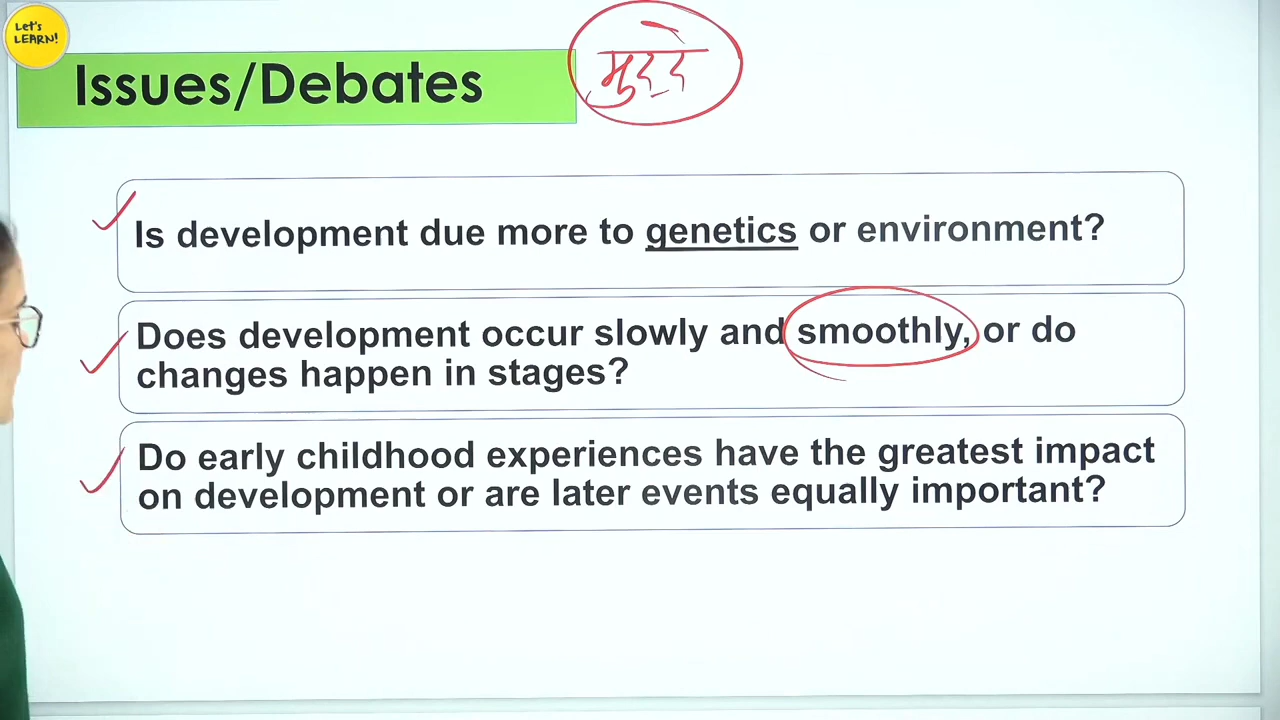 Let's
LEARN!
Issues/Debates
मुद्दे
Is development due more to genetics or environment?
Does development occur slowly and smoothly, or do
changes happen in stages?
Do early childhood experiences have the greatest impact
on development or are later events equally important?